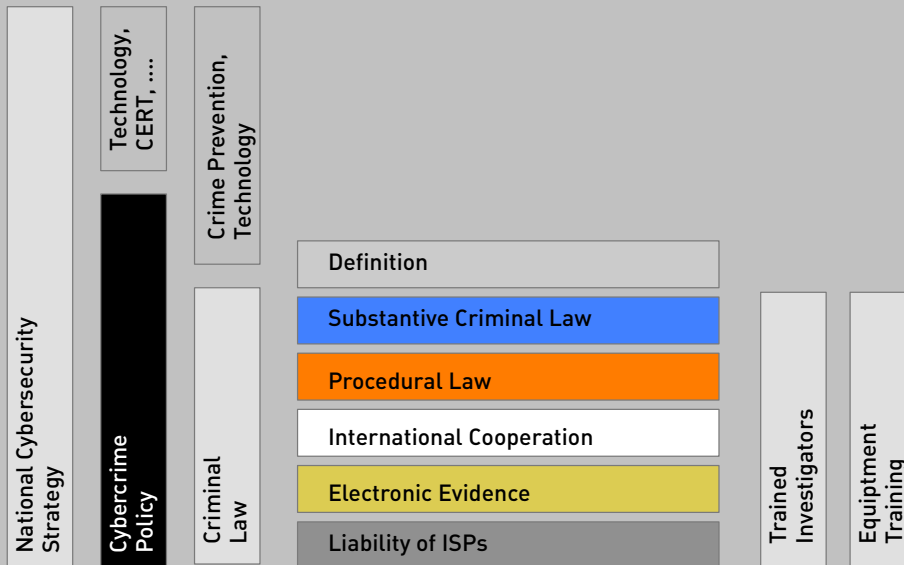 National Cybersecurity
Strategy
Technology,
CERT, ....
Cybercrime
Policy
Crime Prevention,
Technology
Criminal
Law
Definition
Substantive Criminal Law
Procedural Law
International Cooperation
Electronic Evidence
Liability of ISPs
Trained
Investigators
Equiptment
Training